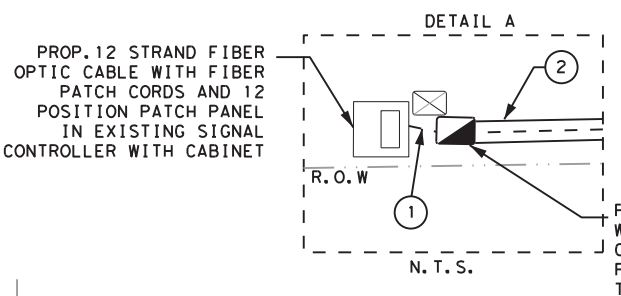 DETAIL A
PROP. 12 STRAND FIBER
OPTIC CABLE WITH FIBER
PATCH CORDS AND 12
POSITION PATCH PANEL
IN EXISTING SIGNAL
CONTROLLER WITH CABINET
2
R.O.W
1
N.T.S.